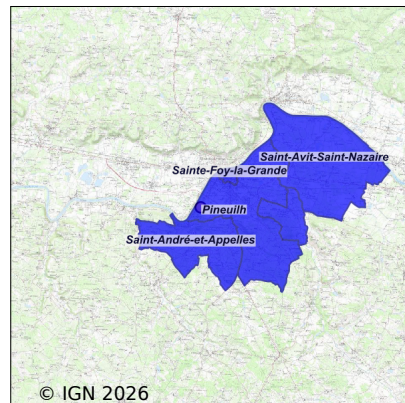 Saint-Avit-Saint-Nazaire
Sainte-Foy-la-Grande
Pineuilh
Saint-André-et-Appelles
© IGN 2026